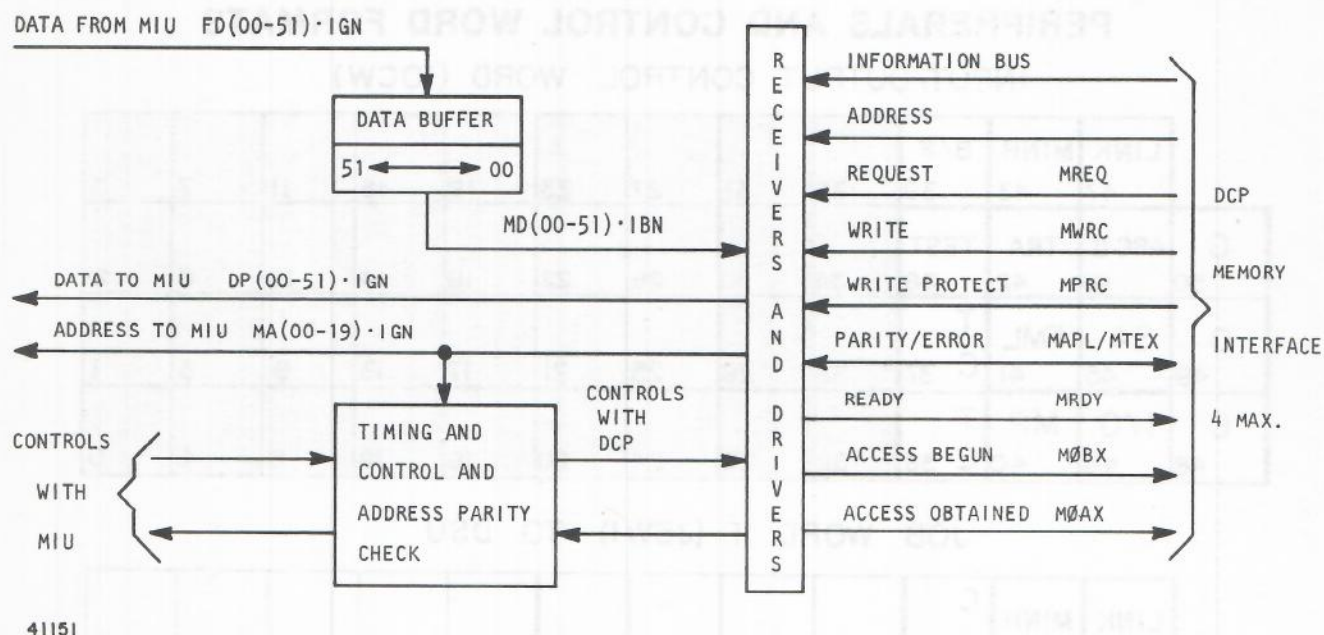 DATA FROM MIU FD(00-51)·IGN
DATA BUFFER
51 00
MD(00-51)·IBN
DATA TO MIU DP(00-51)·IGN
ADDRESS TO MIU MA(00-19)·IGN
CONTROLS
WITH
MIU
TIMING AND
CONTROL AND
ADDRESS PARITY
CHECK
CONTROLS
WITH
DCP
RECEIVERS AND DRIVERS
INFORMATION BUS
ADDRESS
REQUEST MREQ
WRITE MWRC
WRITE PROTECT MPRC
PARITY/ERROR MAPL/MTEX
READY MRDY
ACCESS BEGUN MØBX
ACCESS OBTAINED MØAX
DCP
MEMORY
INTERFACE
4 MAX.
41151